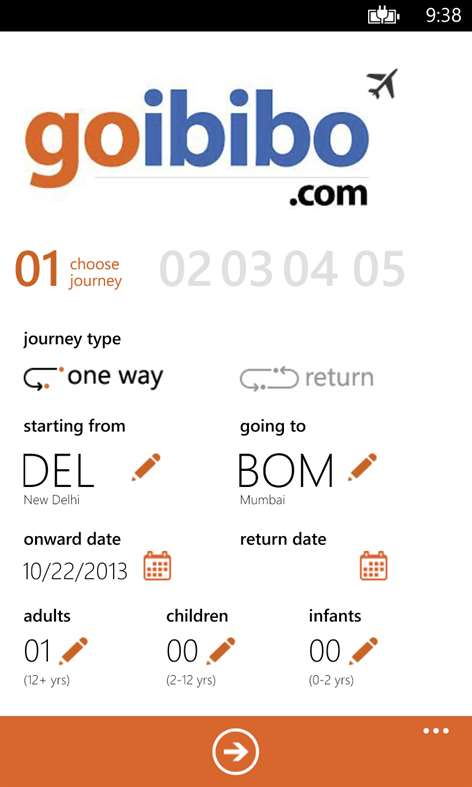 9:38
goibibo
.com
01 choose journey 02 03 04 05
journey type
one way return
starting from going to
DEL BOM
New Delhi Mumbai
onward date return date
10/22/2013
adults children infants
01 00 00
(12+ yrs) (2-12 yrs) (0-2 yrs)